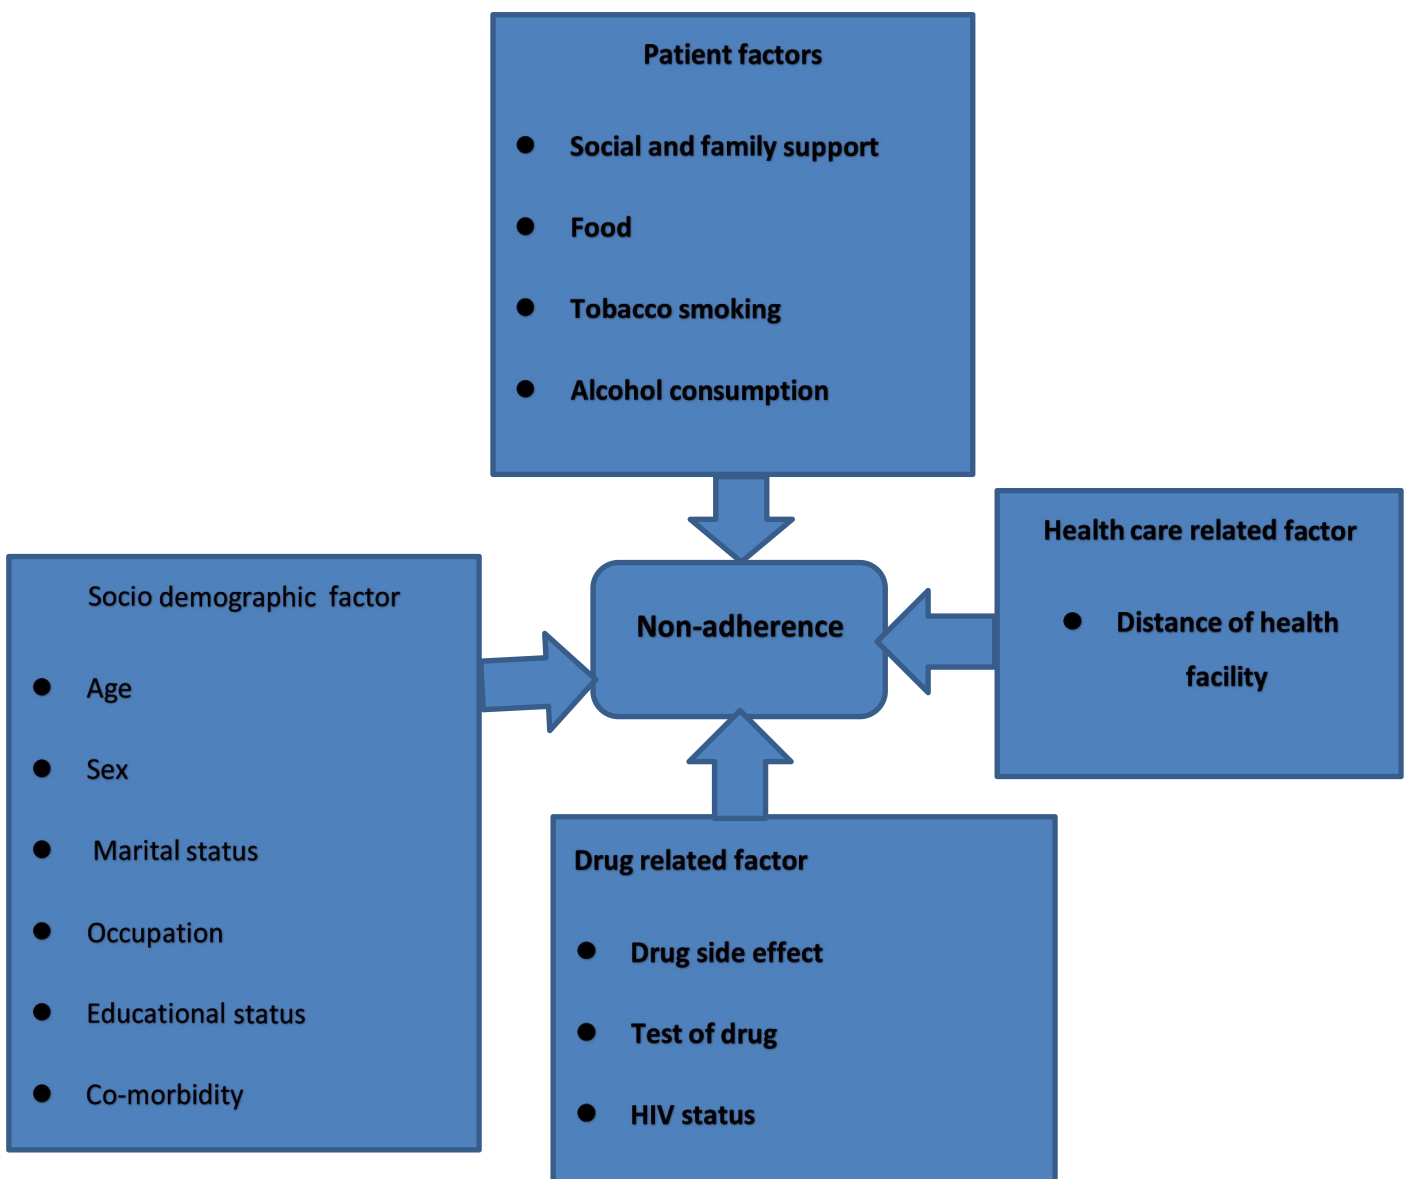 Patient factors
● Social and family support
● Food
● Tobacco smoking
● Alcohol consumption
Health care related factor
● Distance of health
facility
Non-adherence
Socio demographic factor
● Age
● Sex
● Marital status
● Occupation
● Educational status
● Co-morbidity
Drug related factor
● Drug side effect
● Test of drug
● HIV status